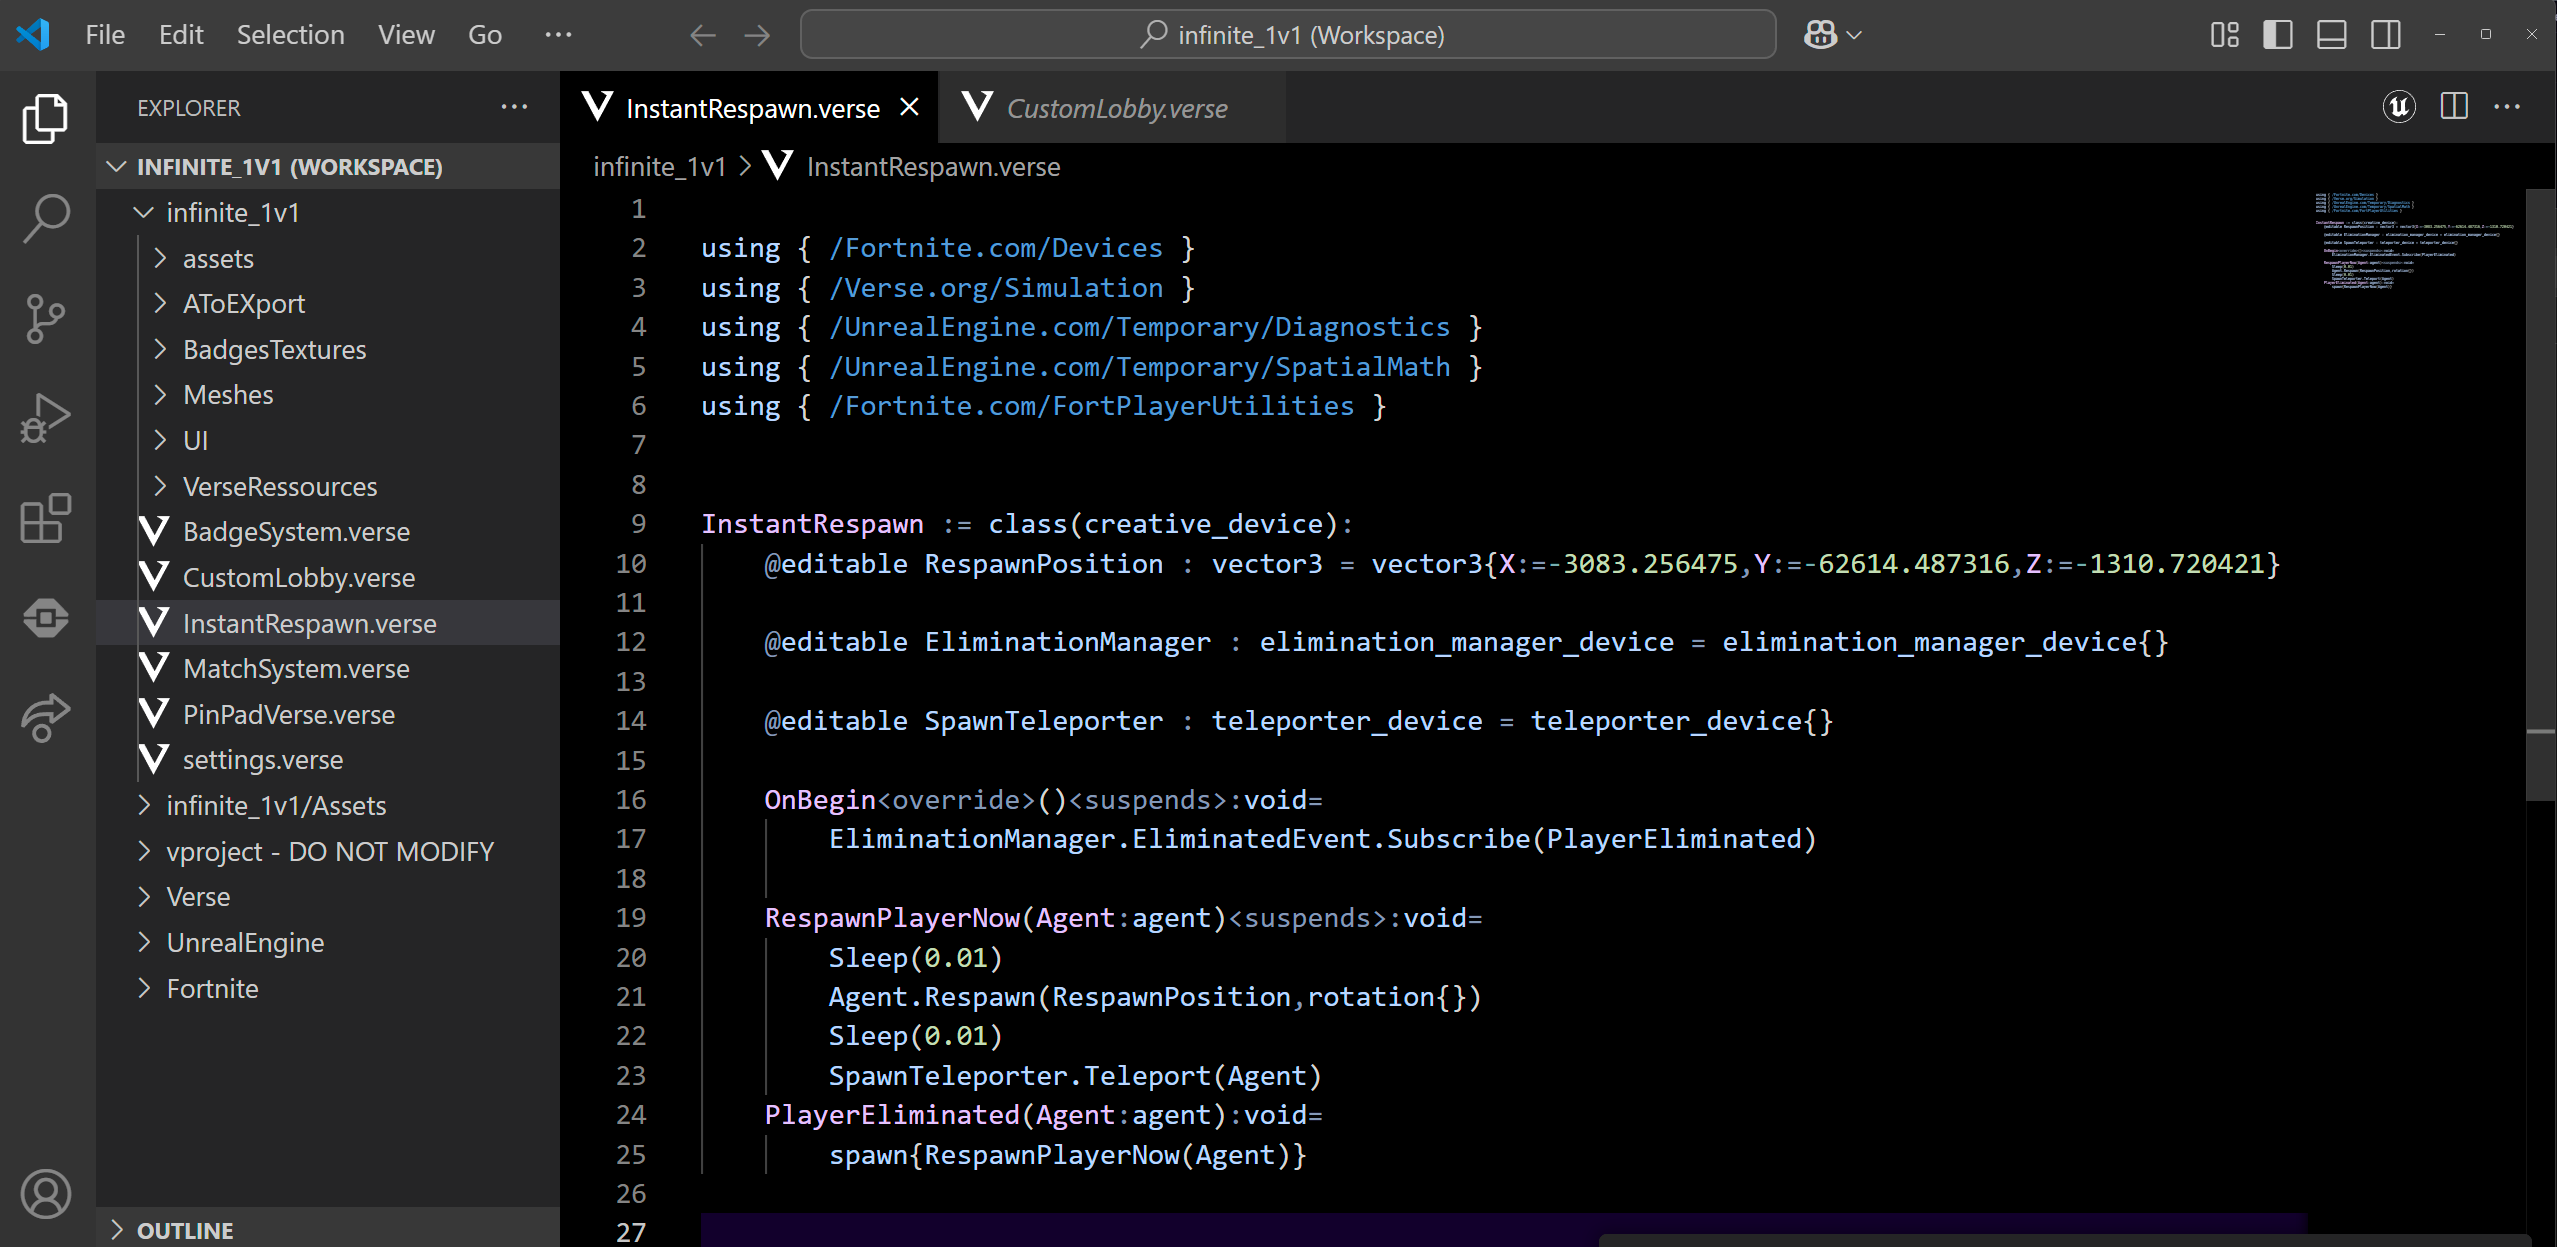 File Edit Selection View Go ···
infinite_1v1 (Workspace)
EXPLORER
InstantRespawn.verse
CustomLobby.verse
INFINITE_1V1 (WORKSPACE)
infinite_1v1 > InstantRespawn.verse
infinite_1v1
assets
AToEXport
BadgesTextures
Meshes
UI
VerseRessources
BadgeSystem.verse
CustomLobby.verse
InstantRespawn.verse
MatchSystem.verse
PinPadVerse.verse
settings.verse
infinite_1v1/Assets
vproject - DO NOT MODIFY
Verse
UnrealEngine
Fortnite
OUTLINE
1
2 using { /Fortnite.com/Devices }
3 using { /Verse.org/Simulation }
4 using { /UnrealEngine.com/Temporary/Diagnostics }
5 using { /UnrealEngine.com/Temporary/SpatialMath }
6 using { /Fortnite.com/FortPlayerUtilities }
7
8
9 InstantRespawn := class(creative_device):
10 @editable RespawnPosition : vector3 = vector3{X:=-3083.256475,Y:=-62614.487316,Z:=-1310.720421}
11
12 @editable EliminationManager : elimination_manager_device = elimination_manager_device{}
13
14 @editable SpawnTeleporter : teleporter_device = teleporter_device{}
15
16 OnBegin<override>()<suspends>:void=
17 EliminationManager.EliminatedEvent.Subscribe(PlayerEliminated)
18
19 RespawnPlayerNow(Agent:agent)<suspends>:void=
20 Sleep(0.01)
21 Agent.Respawn(RespawnPosition,rotation{})
22 Sleep(0.01)
23 SpawnTeleporter.Teleport(Agent)
24 PlayerEliminated(Agent:agent):void=
25 spawn{RespawnPlayerNow(Agent)}
26
27